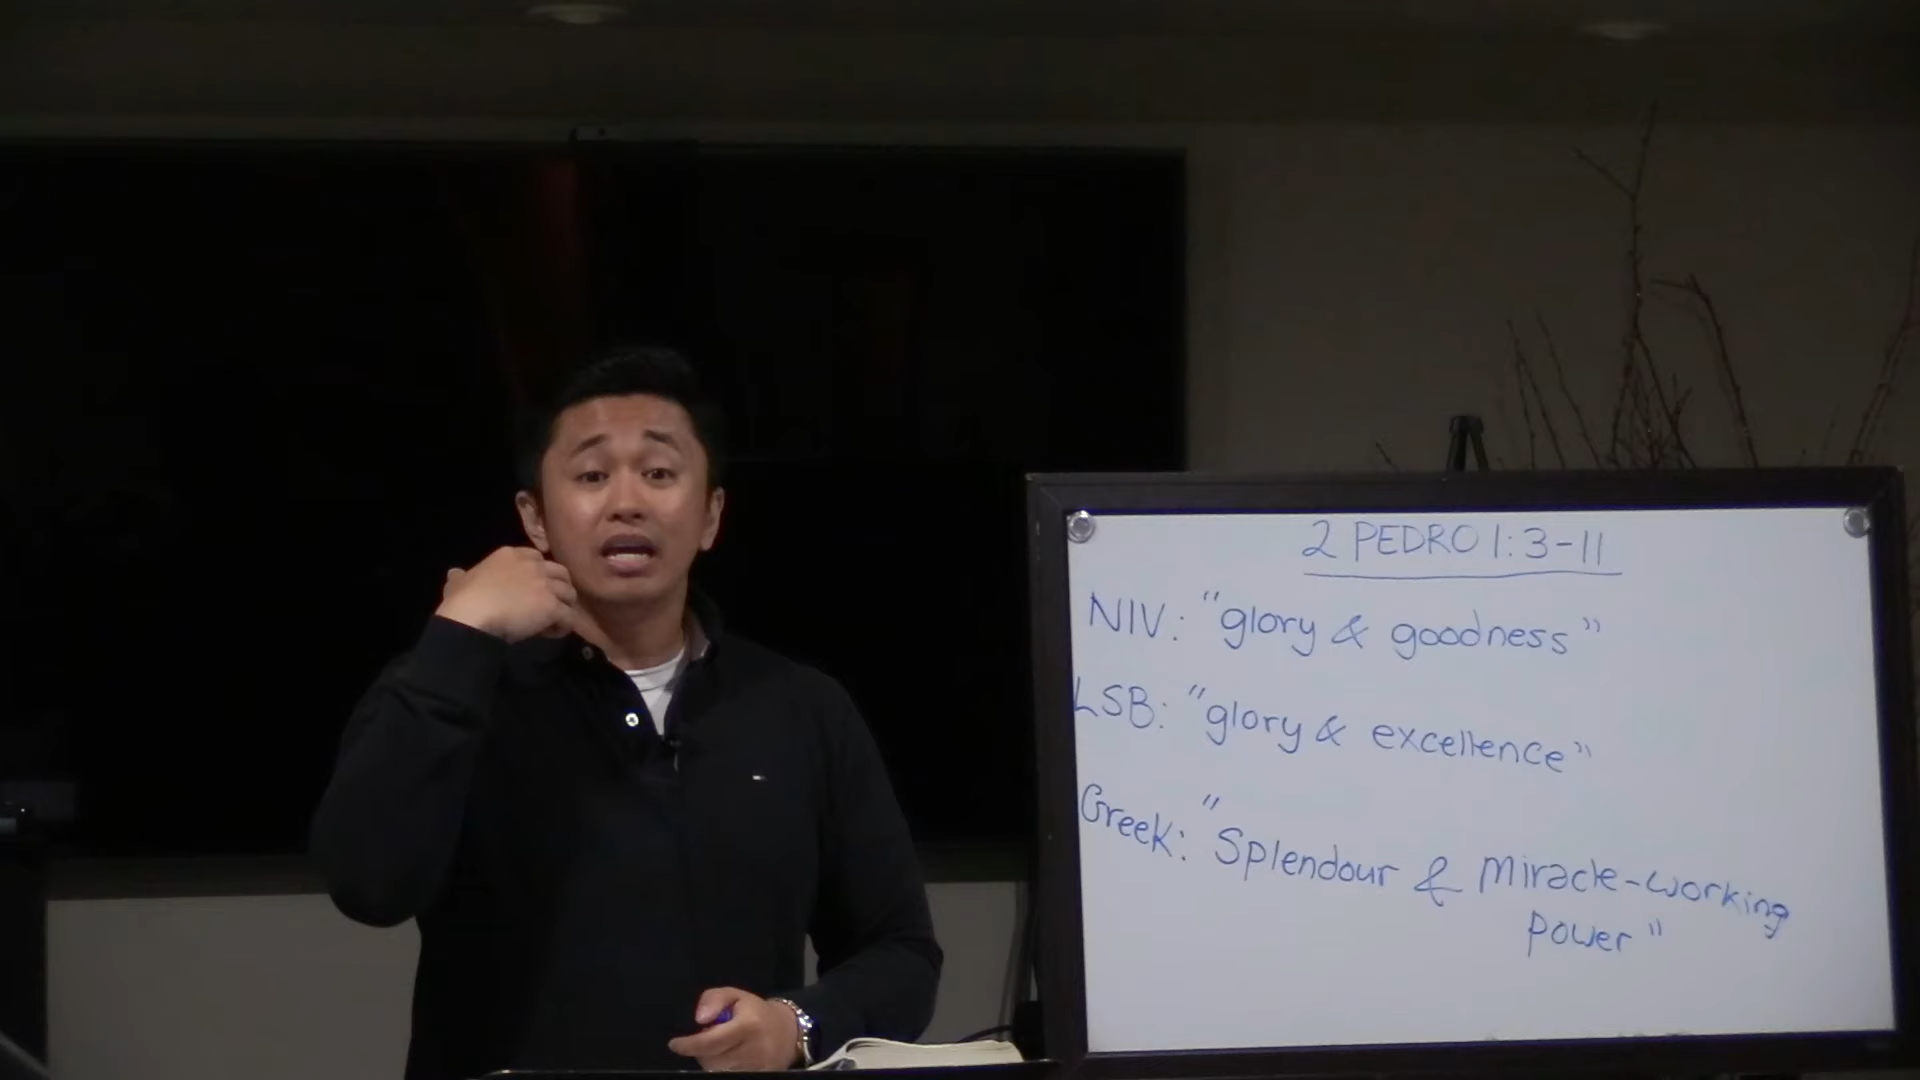 2 PEDRO 1:3-11
NIV: "glory & goodness"
LSB: "glory & excellence"
Greek: "Splendour & Miracle-working
Power"